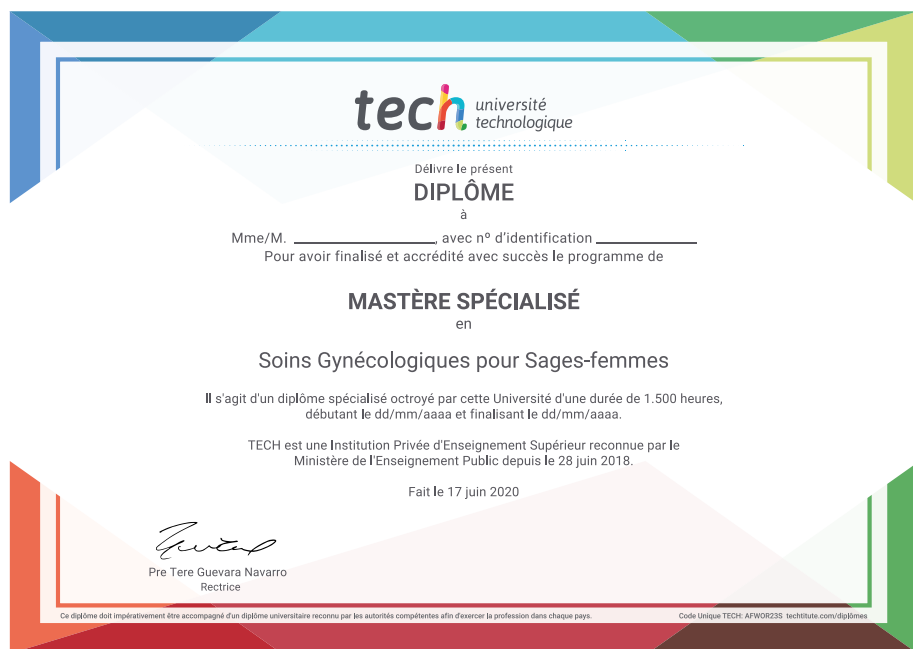 tech université
technologique
Délivre le présent
DIPLÔME
à
Mme/M. ____________________, avec nº d'identification ______________
Pour avoir finalisé et accrédité avec succès le programme de
MASTÈRE SPÉCIALISÉ
en
Soins Gynécologiques pour Sages-femmes
Il s'agit d'un diplôme spécialisé octroyé par cette Université d'une durée de 1.500 heures,
débutant le dd/mm/aaaa et finalisant le dd/mm/aaaa.
TECH est une Institution Privée d'Enseignement Supérieur reconnue par le
Ministère de l'Enseignement Public depuis le 28 juin 2018.
Fait le 17 juin 2020
Pre Tere Guevara Navarro
Rectrice
Ce diplôme doit impérativement être accompagné d'un diplôme universitaire reconnu par les autorités compétentes afin d'exercer la profession dans chaque pays.
Code Unique TECH: AFWOR23S techtitute.com/diplômes